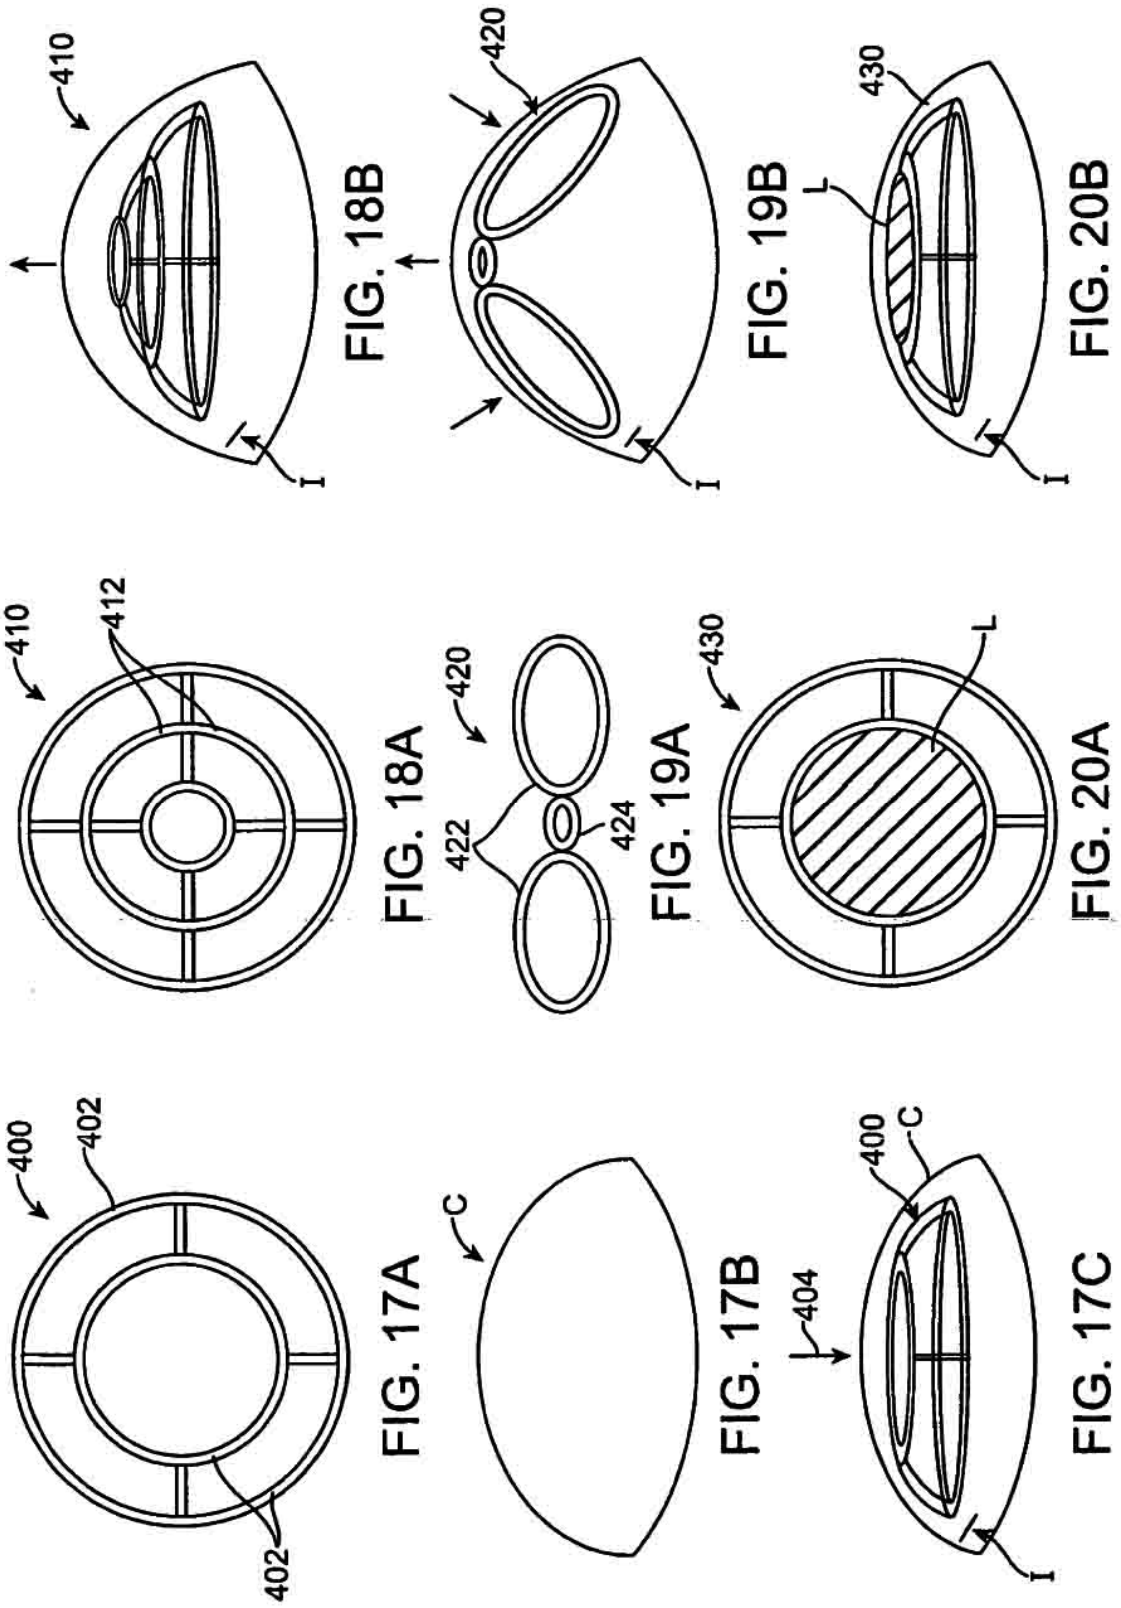 400
402
402
FIG. 17A
C
FIG. 17B
404
400
C
I
FIG. 17C
410
412
FIG. 18A
420
422
424
FIG. 19A
430
L
FIG. 20A
410
I
FIG. 18B
420
I
FIG. 19B
430
L
I
FIG. 20B